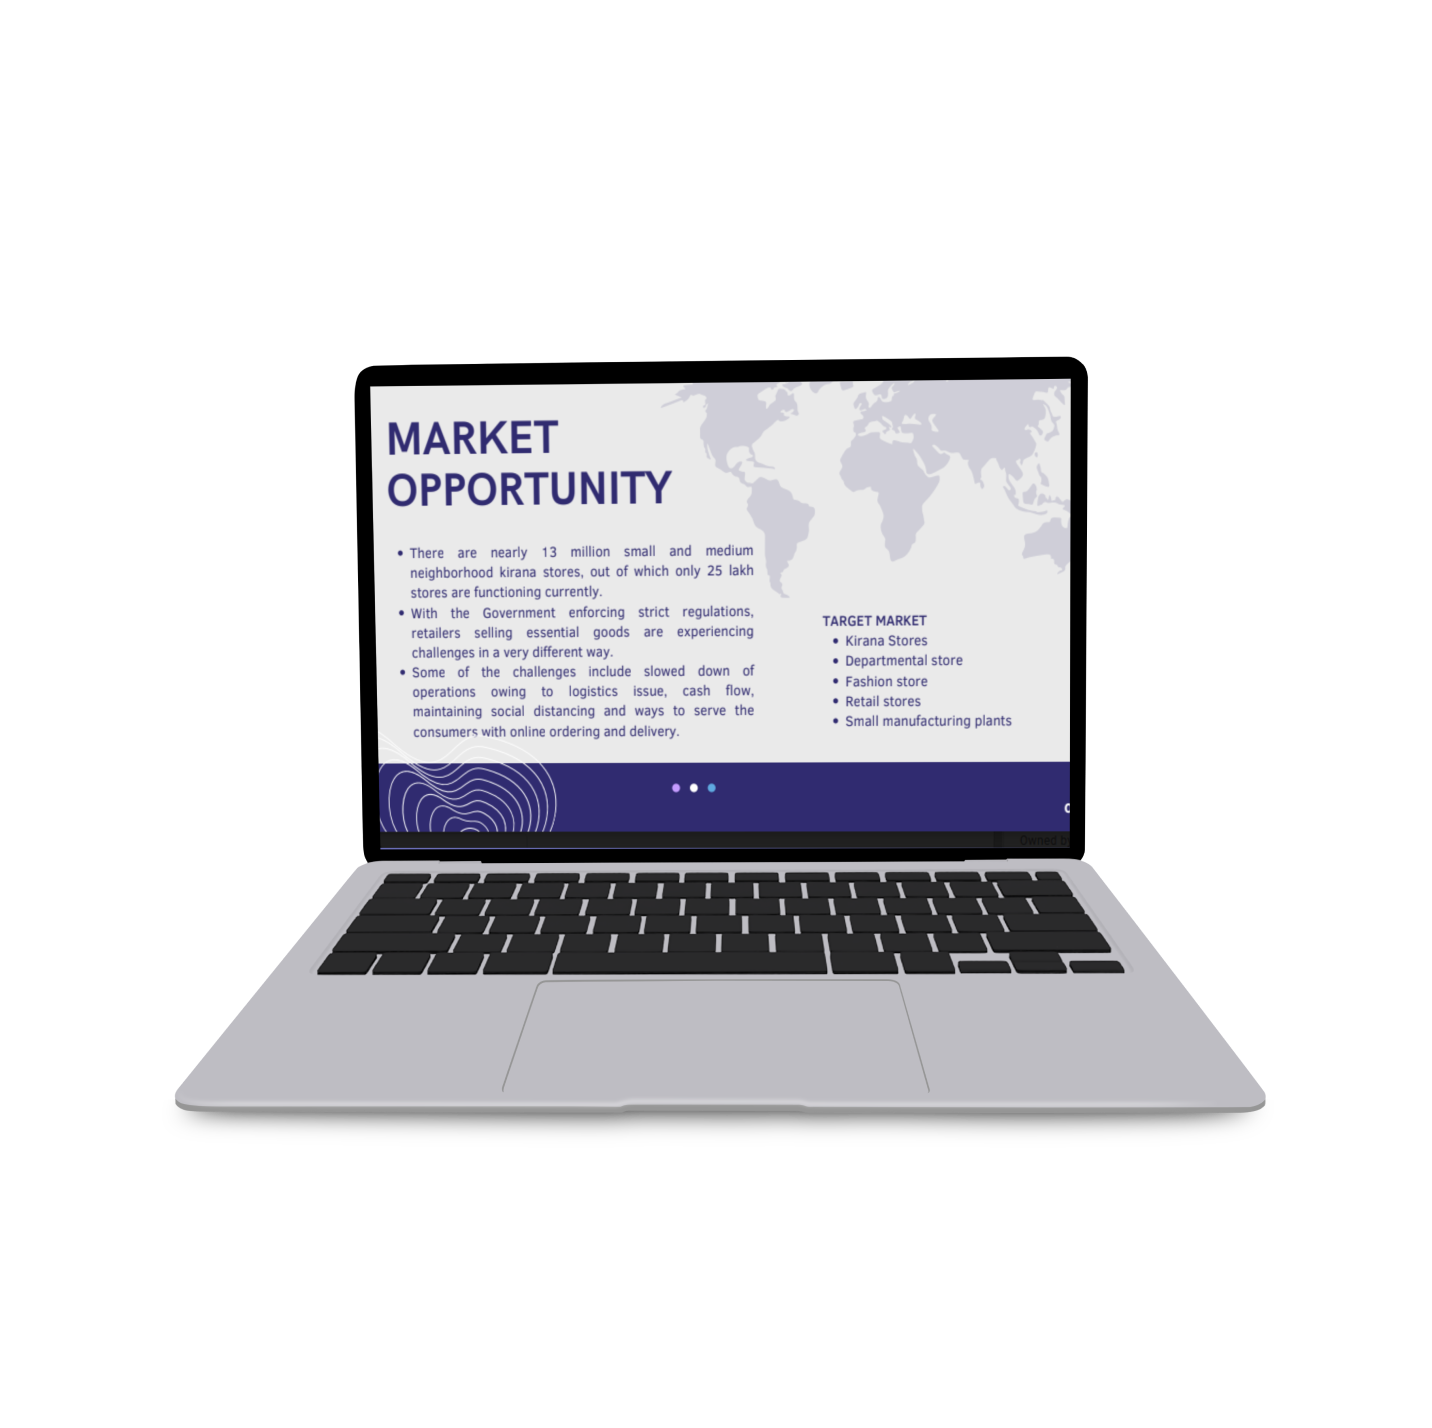 MARKET
OPPORTUNITY
• There are nearly 13 million small and medium
neighborhood kirana stores, out of which only 25 lakh
stores are functioning currently.
• With the Government enforcing strict regulations,
retailers selling essential goods are experiencing
challenges in a very different way.
• Some of the challenges include slowed down of
operations owing to logistics issue, cash flow,
maintaining social distancing and ways to serve the
consumers with online ordering and delivery.
TARGET MARKET
• Kirana Stores
• Departmental store
• Fashion store
• Retail stores
• Small manufacturing plants
Owned